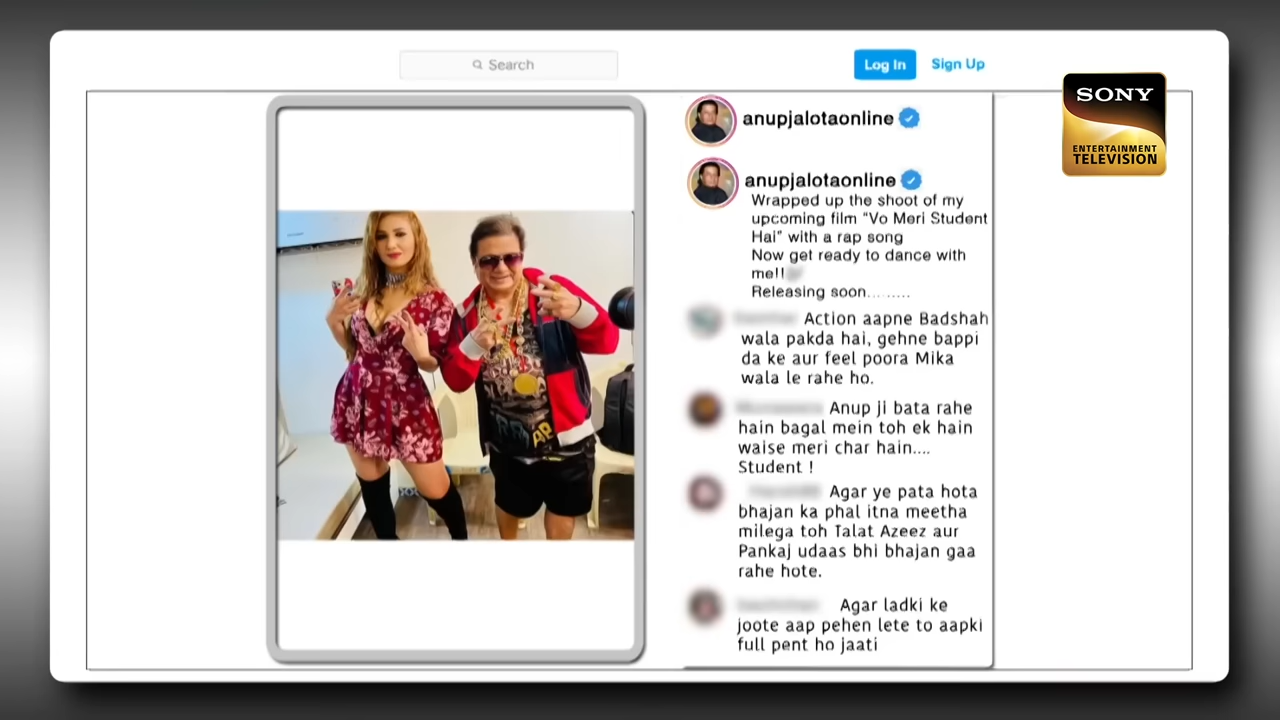 Search
Log In
Sign Up
SONY
ENTERTAINMENT
TELEVISION
anupjalotaonline
anupjalotaonline
Wrapped up the shoot of my
upcoming film “Vo Meri Student
Hai” with a rap song
Now get ready to dance with
me!!
Releasing soon.........
Action aapne Badshah
wala pakda hai, gehne bappi
da ke aur feel poora Mika
wala le rahe ho.
Anup ji bata rahe
hain bagal mein toh ek hain
waise meri char hain....
Student !
Agar ye pata hota
bhajan ka phal itna meetha
milega toh Talat Azeez aur
Pankaj udaas bhi bhajan gaa
rahe hote.
Agar ladki ke
joote aap pehen lete to aapki
full pent ho jaati